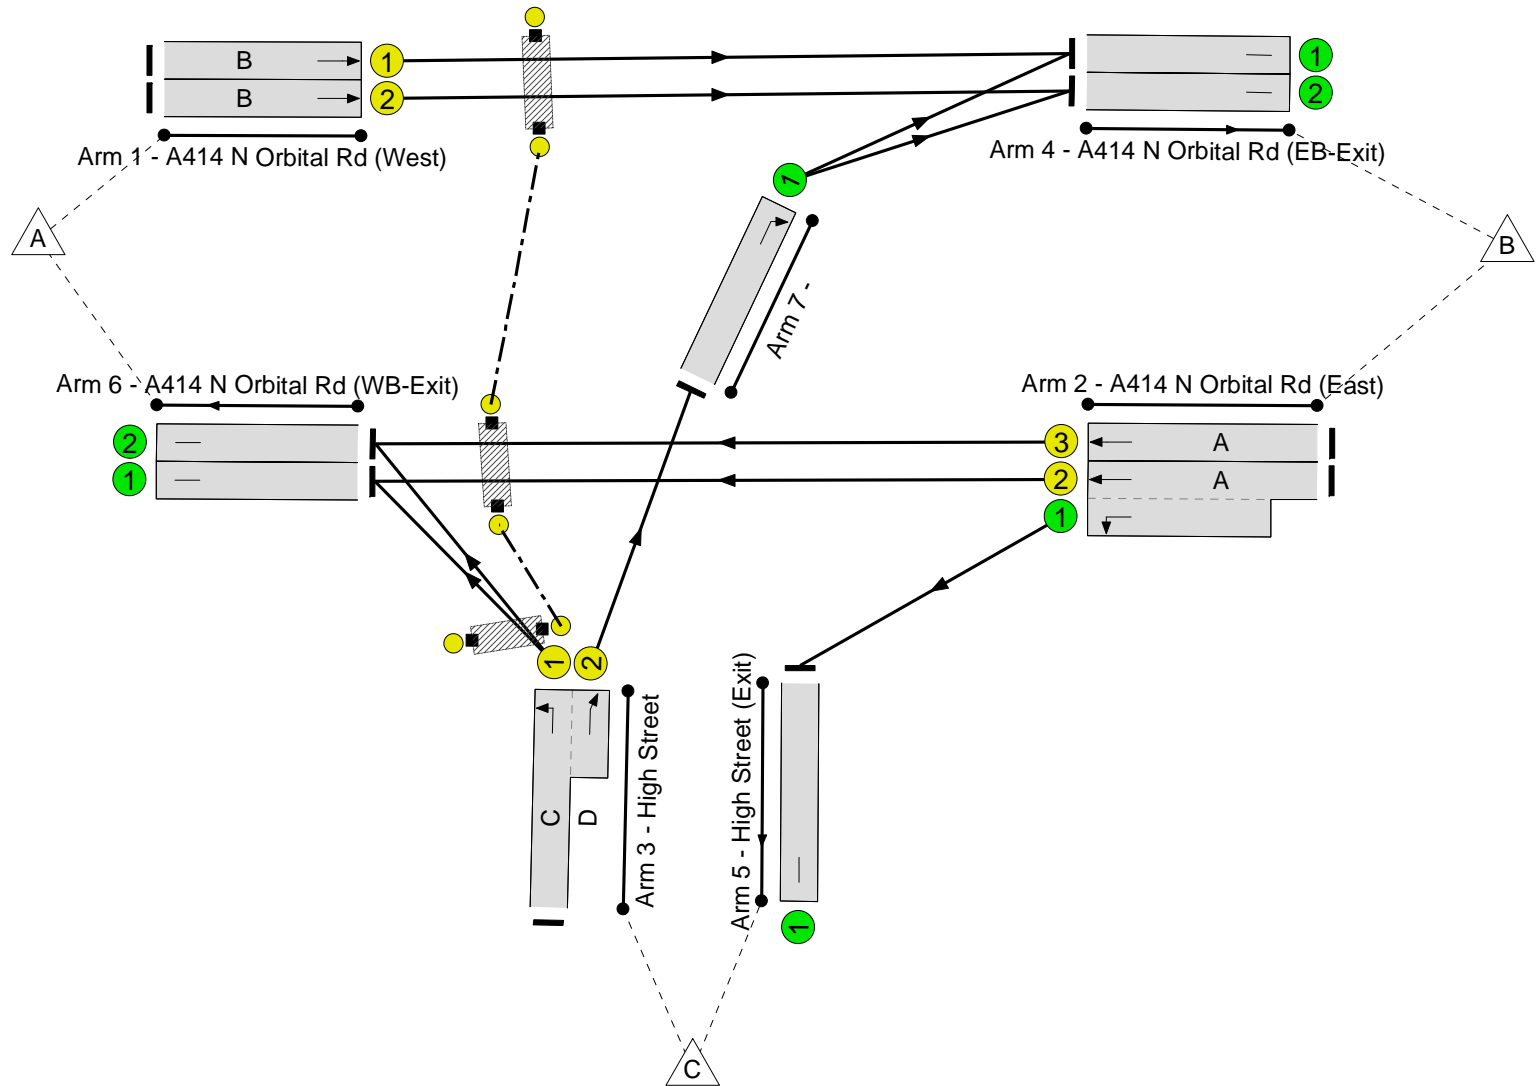 B
1
B
2
Arm 1 - A414 N Orbital Rd (West)
1
2
Arm 4 - A414 N Orbital Rd (EB-Exit)
1
A
B
Arm 7 -
Arm 6 - A414 N Orbital Rd (WB-Exit)
2
1
Arm 2 - A414 N Orbital Rd (East)
3
A
2
A
1
1
2
C
D
Arm 3 - High Street
Arm 5 - High Street (Exit)
1
C